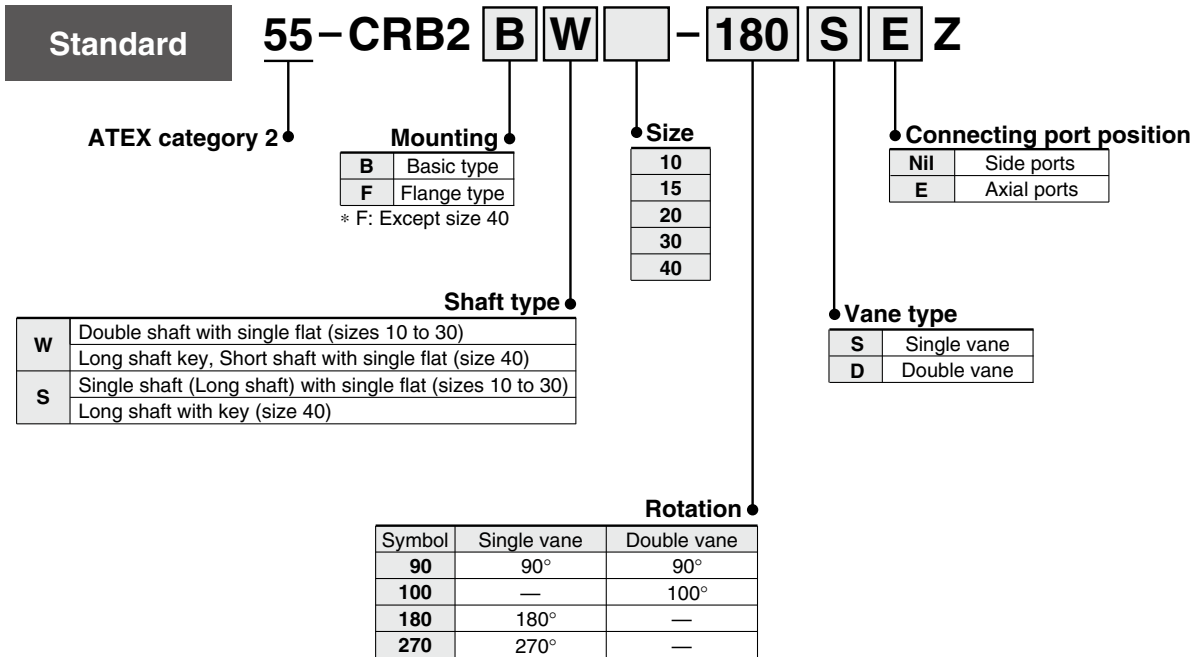 Standard
55-CRB2 B W - 180 S E Z
ATEX category 2
Mounting
B Basic type
F Flange type
* F: Except size 40
Size
10
15
20
30
40
Connecting port position
Nil Side ports
E Axial ports
Shaft type
W Double shaft with single flat (sizes 10 to 30)
Long shaft key, Short shaft with single flat (size 40)
S Single shaft (Long shaft) with single flat (sizes 10 to 30)
Long shaft with key (size 40)
Vane type
S Single vane
D Double vane
Rotation
Symbol Single vane Double vane
90 90° 90°
100 — 100°
180 180° —
270 270° —